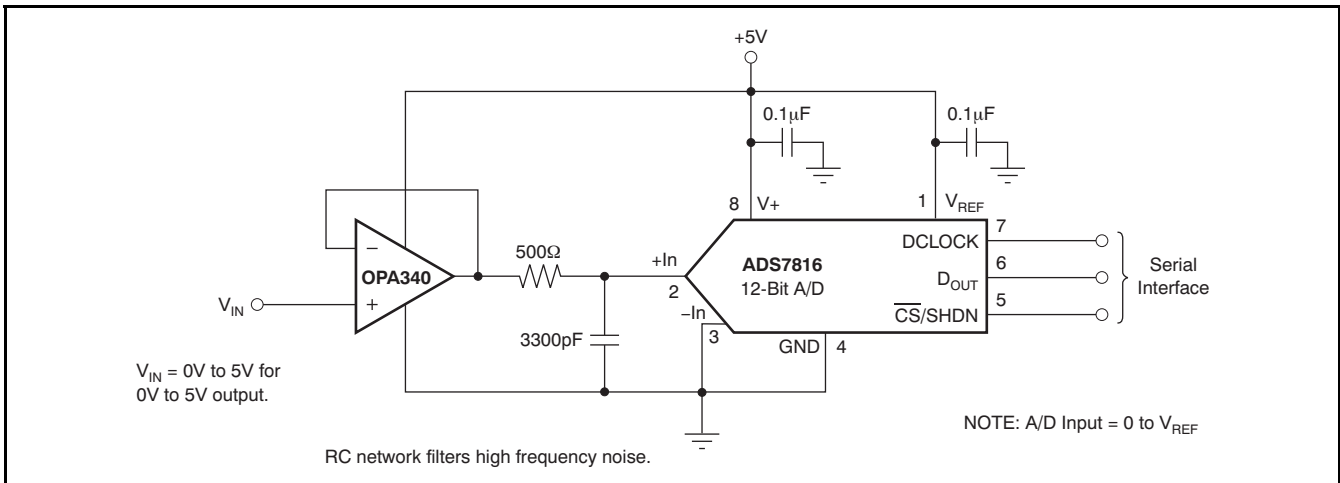 +5V
0.1μF
0.1μF
8
V+
1
VREF
7
DCLOCK
6
DOUT
5
CS/SHDN
Serial
Interface
ADS7816
12-Bit A/D
+In
2
–In
3
GND
4
500Ω
3300pF
–
OPA340
+
VIN
VIN = 0V to 5V for
0V to 5V output.
NOTE: A/D Input = 0 to VREF
RC network filters high frequency noise.